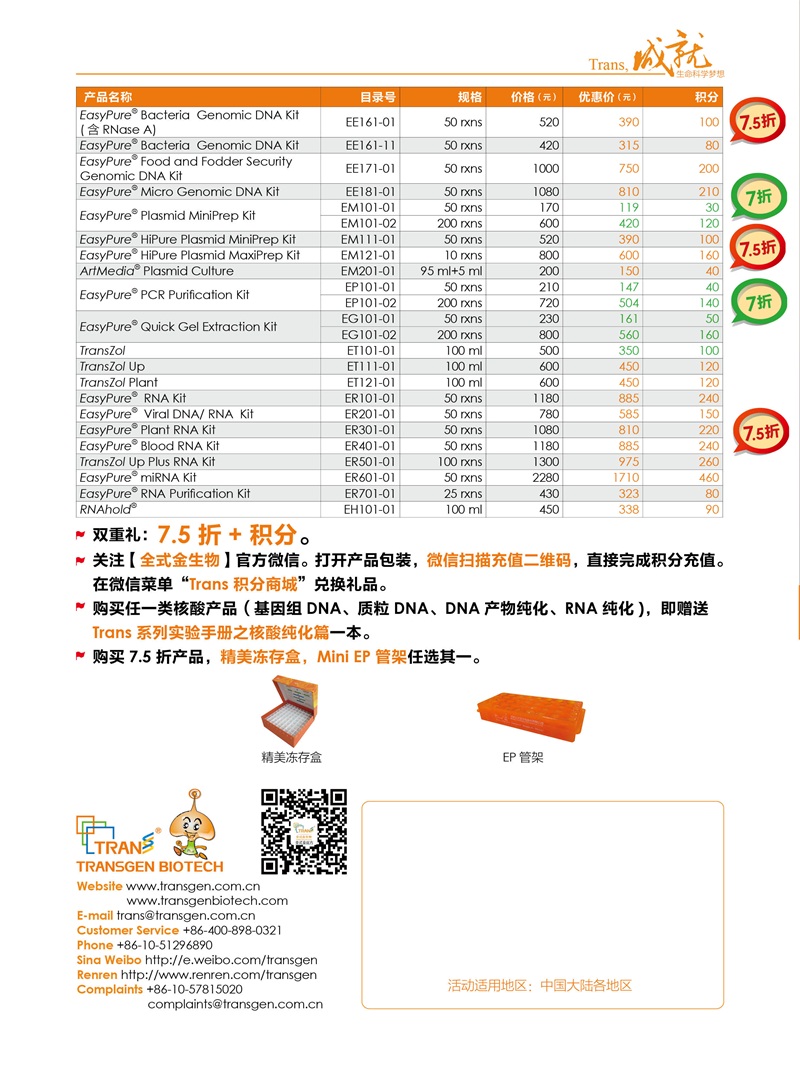 Trans, 成就
生命科学梦想
产品名称 目录号 规格 价格（元） 优惠价（元） 积分
EasyPure® Bacteria Genomic DNA Kit
( 含 RNase A) EE161-01 50 rxns 520 390 100
7.5折
EasyPure® Bacteria Genomic DNA Kit EE161-11 50 rxns 420 315 80
EasyPure® Food and Fodder Security
Genomic DNA Kit EE171-01 50 rxns 1000 750 200
EasyPure® Micro Genomic DNA Kit EE181-01 50 rxns 1080 810 210
7折
EasyPure® Plasmid MiniPrep Kit EM101-01 50 rxns 170 119 30
EM101-02 200 rxns 600 420 120
EasyPure® HiPure Plasmid MiniPrep Kit EM111-01 50 rxns 520 390 100
7.5折
EasyPure® HiPure Plasmid MaxiPrep Kit EM121-01 10 rxns 800 600 160
ArtMedia® Plasmid Culture EM201-01 95 ml+5 ml 200 150 40
EasyPure® PCR Purification Kit EP101-01 50 rxns 210 147 40
EP101-02 200 rxns 720 504 140
7折
EasyPure® Quick Gel Extraction Kit EG101-01 50 rxns 230 161 50
EG101-02 200 rxns 800 560 160
TransZol ET101-01 100 ml 500 350 100
TransZol Up ET111-01 100 ml 600 450 120
TransZol Plant ET121-01 100 ml 600 450 120
EasyPure® RNA Kit ER101-01 50 rxns 1180 885 240
EasyPure® Viral DNA/ RNA Kit ER201-01 50 rxns 780 585 150
EasyPure® Plant RNA Kit ER301-01 50 rxns 1080 810 220
7.5折
EasyPure® Blood RNA Kit ER401-01 50 rxns 1180 885 240
TransZol Up Plus RNA Kit ER501-01 100 rxns 1300 975 260
EasyPure® miRNA Kit ER601-01 50 rxns 2280 1710 460
EasyPure® RNA Purification Kit ER701-01 25 rxns 430 323 80
RNAhold® EH101-01 100 ml 450 338 90
双重礼：7.5 折 + 积分。
关注【全式金生物】官方微信。打开产品包装，微信扫描充值二维码，直接完成积分充值。
在微信菜单“Trans 积分商城”兑换礼品。
购买任一类核酸产品（基因组 DNA、质粒 DNA、DNA 产物纯化、RNA 纯化 )，即赠送
Trans 系列实验手册之核酸纯化篇一本。
购买 7.5 折产品，精美冻存盒，Mini EP 管架任选其一。
精美冻存盒 EP 管架
TRANS®
TRANSGEN BIOTECH
Website www.transgen.com.cn
www.transgenbiotech.com
E-mail trans@transgen.com.cn
Customer Service +86-400-898-0321
Phone +86-10-51296890
Sina Weibo http://e.weibo.com/transgen
Renren http://www.renren.com/transgen
Complaints +86-10-57815020
complaints@transgen.com.cn
活动适用地区：中国大陆各地区